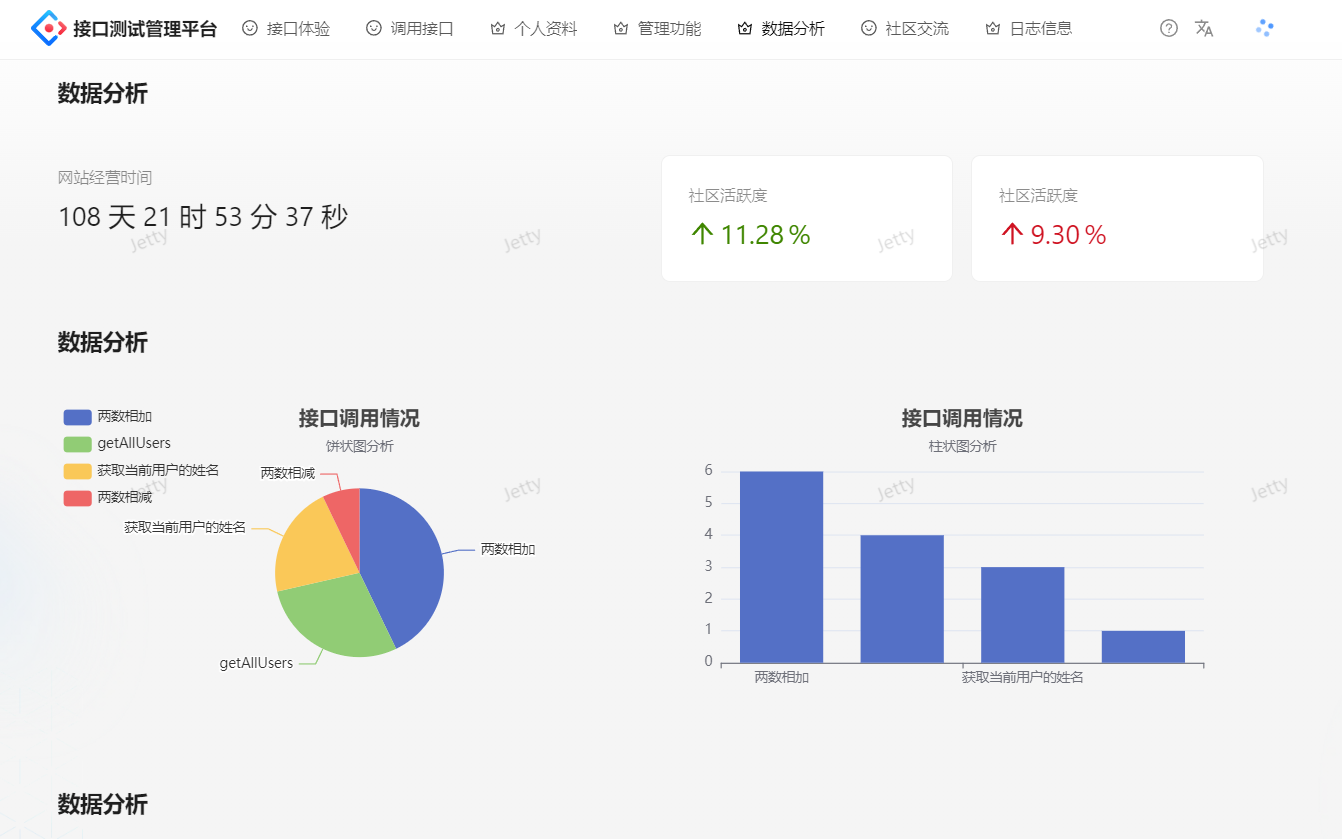 接口测试管理平台 接口体验 调用接口 个人资料 管理功能 数据分析 社区交流 日志信息
数据分析
网站经营时间
108 天 21 时 53 分 37 秒
社区活跃度
11.28 %
社区活跃度
9.30 %
Jetty Jetty Jetty Jetty
数据分析
两数相加
getAllUsers
获取当前用户的姓名
两数相减
接口调用情况
饼状图分析
两数相减
获取当前用户的姓名
两数相加
getAllUsers
接口调用情况
柱状图分析
6
5
4
3
2
1
0
两数相加 获取当前用户的姓名
Jetty Jetty Jetty Jetty
数据分析